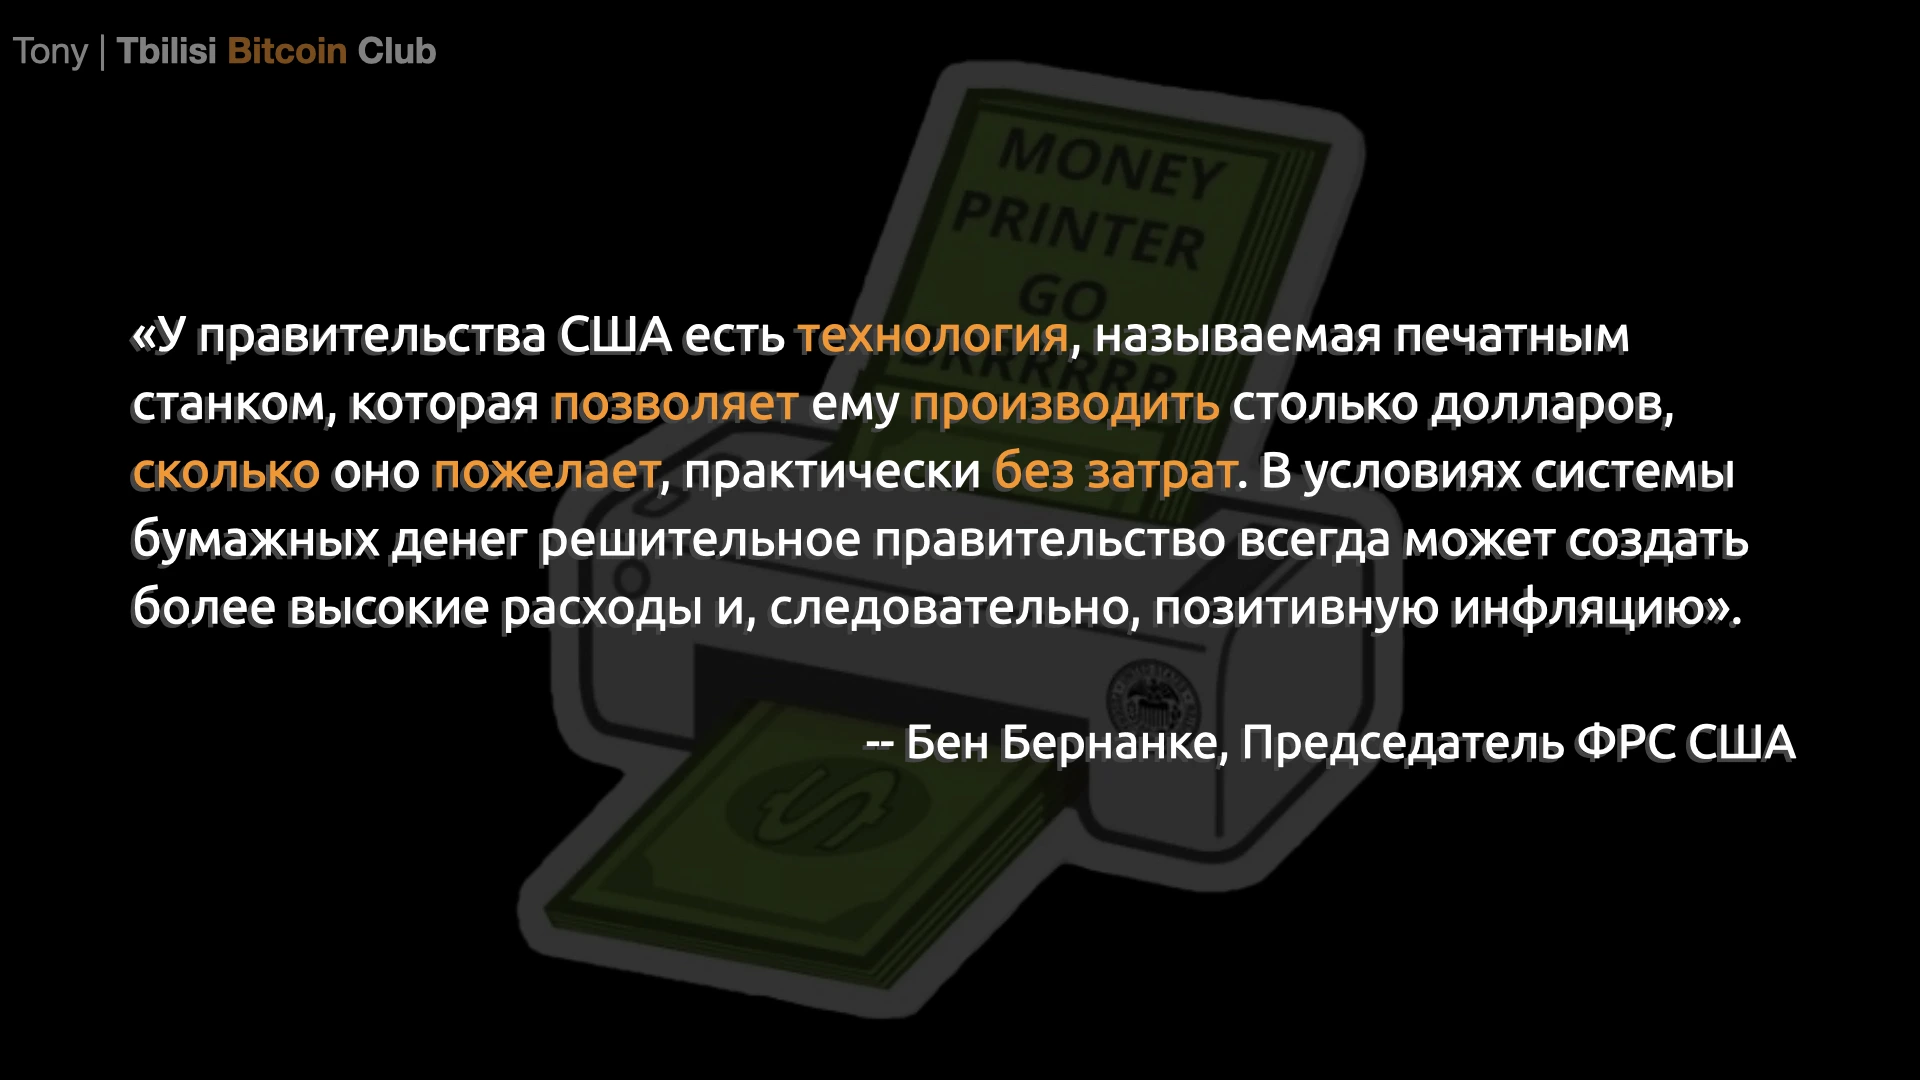 Tony | Tbilisi Bitcoin Club
MONEY
PRINTER
GO
BRRRRRR
«У правительства США есть технология, называемая печатным
станком, которая позволяет ему производить столько долларов,
сколько оно пожелает, практически без затрат. В условиях системы
бумажных денег решительное правительство всегда может создать
более высокие расходы и, следовательно, позитивную инфляцию».
-- Бен Бернанке, Председатель ФРС США
$